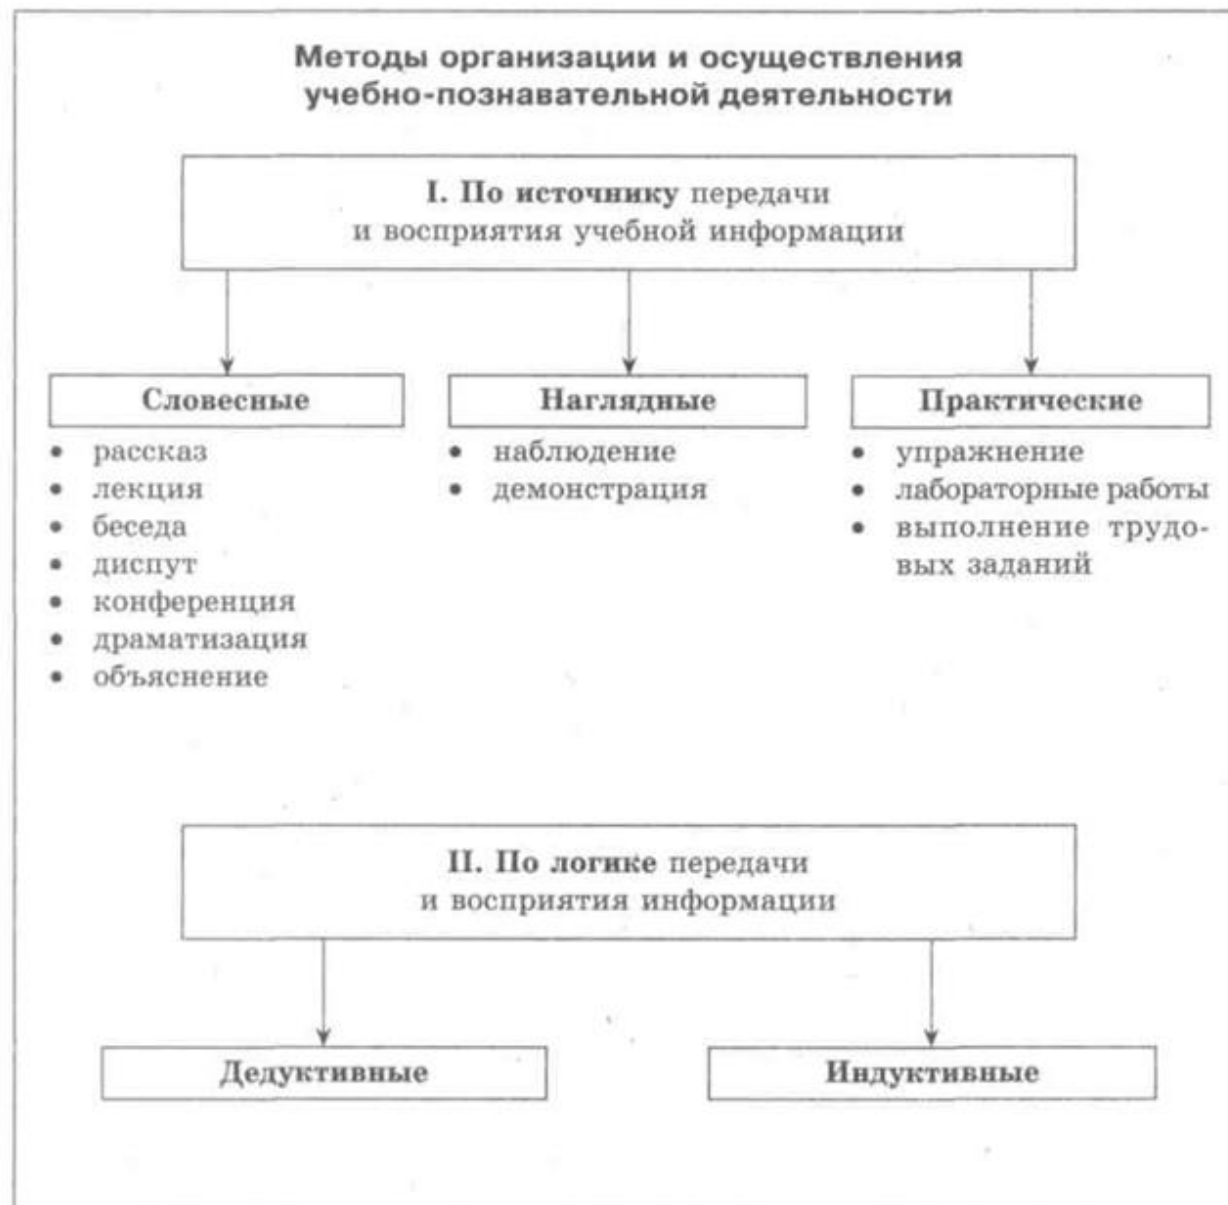 Методы организации и осуществления
учебно-познавательной деятельности
I. По источнику передачи
и восприятия учебной информации
Словесные
• рассказ
• лекция
• беседа
• диспут
• конференция
• драматизация
• объяснение
Наглядные
• наблюдение
• демонстрация
Практические
• упражнение
• лабораторные работы
• выполнение трудо-
вых заданий
II. По логике передачи
и восприятия информации
Дедуктивные
Индуктивные